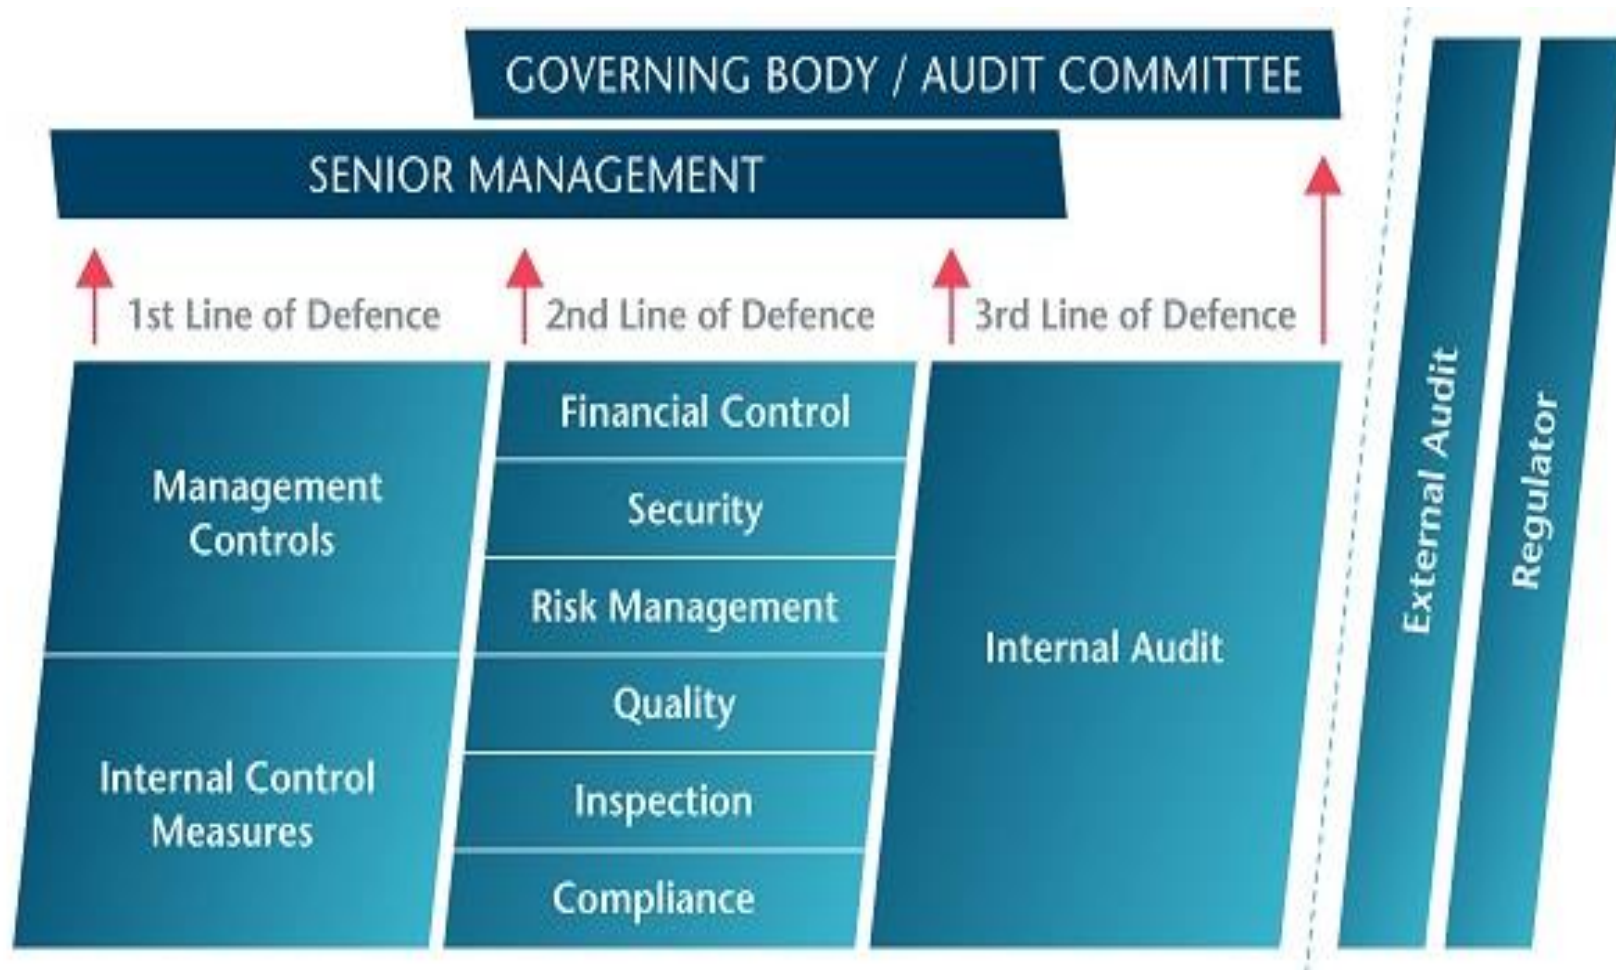 GOVERNING BODY / AUDIT COMMITTEE
SENIOR MANAGEMENT
1st Line of Defence
2nd Line of Defence
3rd Line of Defence
Management
Controls
Internal Control
Measures
Financial Control
Security
Risk Management
Quality
Inspection
Compliance
Internal Audit
External Audit
Regulator